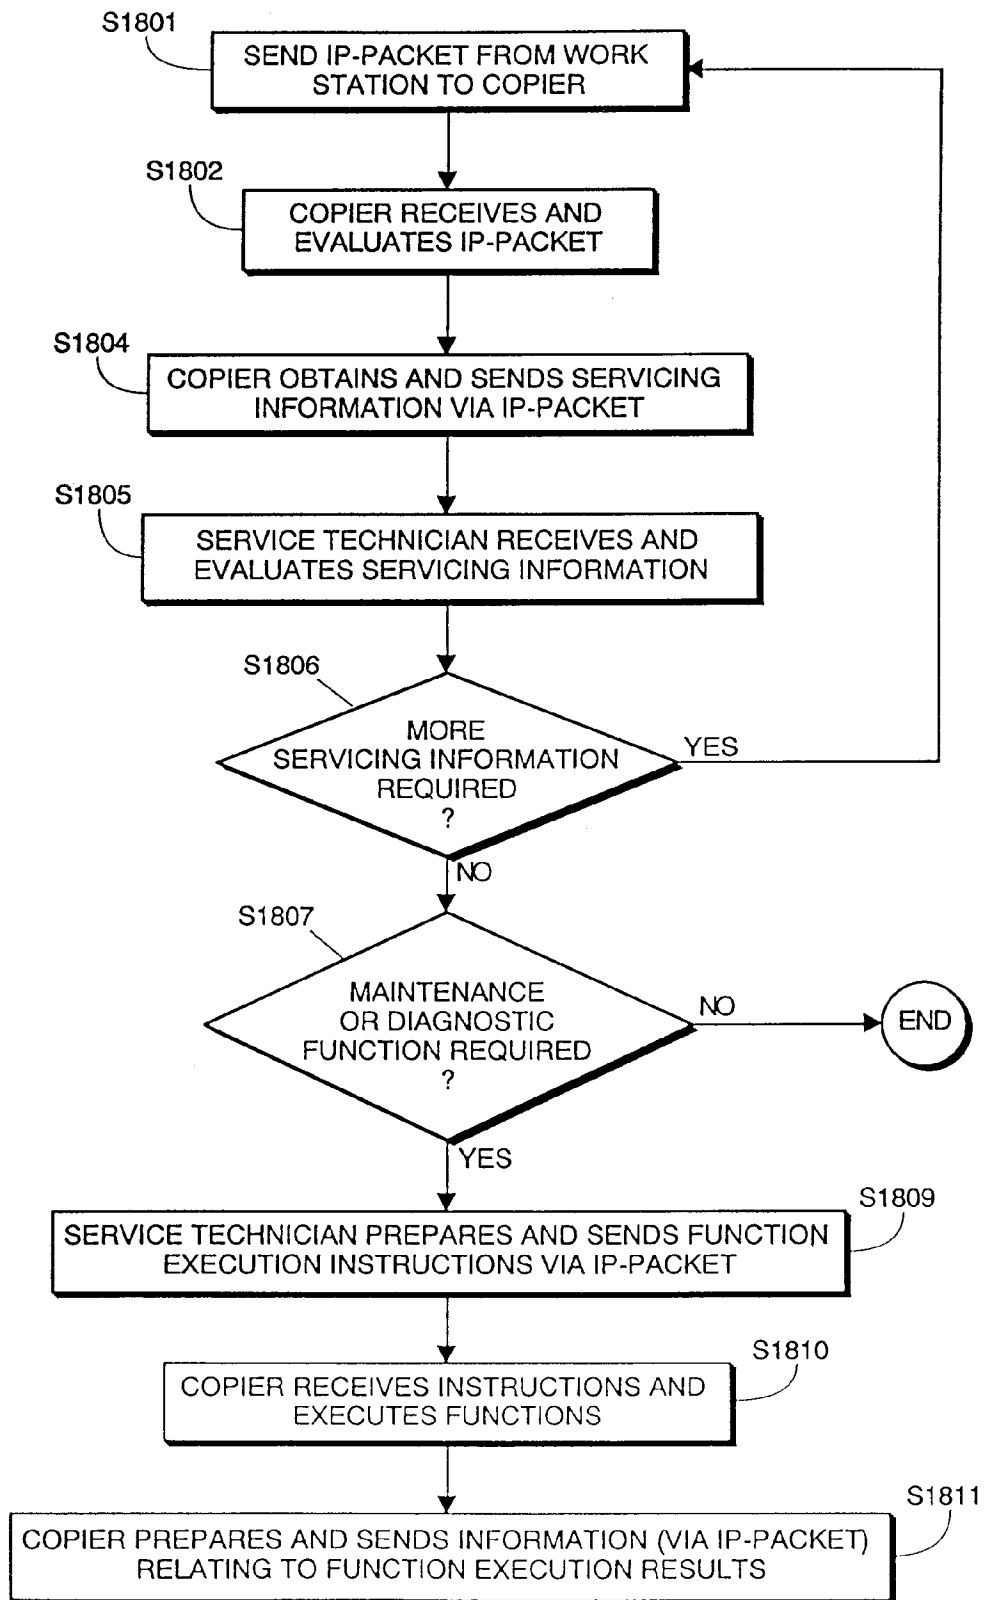 S1801
SEND IP-PACKET FROM WORK
STATION TO COPIER
S1802
COPIER RECEIVES AND
EVALUATES IP-PACKET
S1804
COPIER OBTAINS AND SENDS SERVICING
INFORMATION VIA IP-PACKET
S1805
SERVICE TECHNICIAN RECEIVES AND
EVALUATES SERVICING INFORMATION
S1806
MORE
SERVICING INFORMATION
REQUIRED
?
YES
NO
S1807
MAINTENANCE
OR DIAGNOSTIC
FUNCTION REQUIRED
?
NO
END
YES
S1809
SERVICE TECHNICIAN PREPARES AND SENDS FUNCTION
EXECUTION INSTRUCTIONS VIA IP-PACKET
S1810
COPIER RECEIVES INSTRUCTIONS AND
EXECUTES FUNCTIONS
S1811
COPIER PREPARES AND SENDS INFORMATION (VIA IP-PACKET)
RELATING TO FUNCTION EXECUTION RESULTS